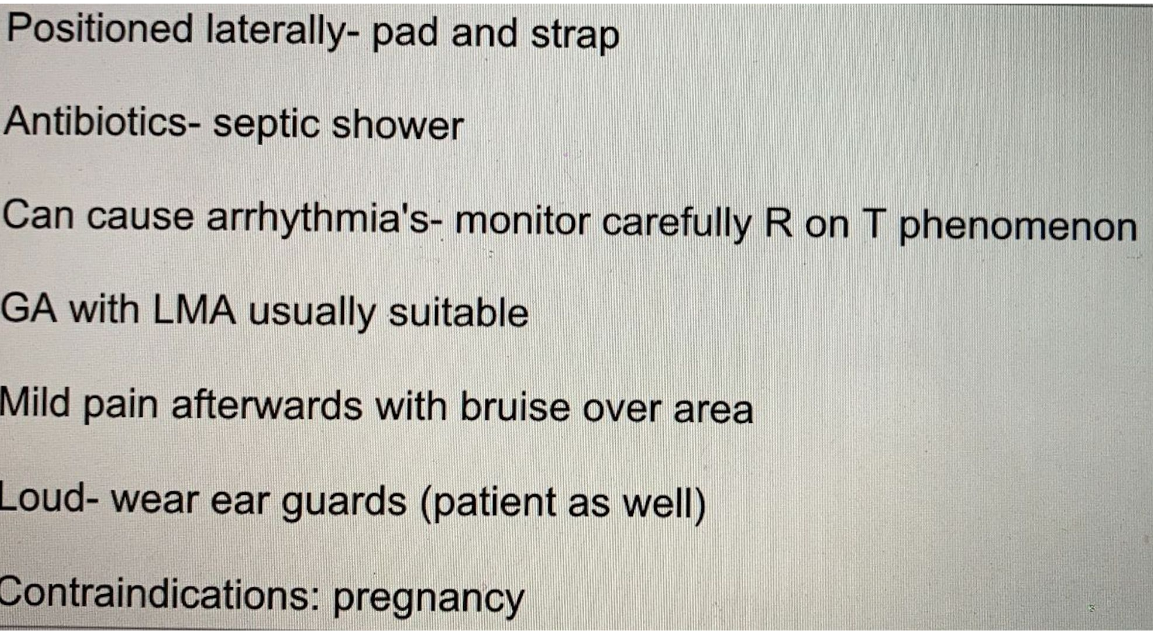 Positioned laterally- pad and strap
Antibiotics- septic shower
Can cause arrhythmia's- monitor carefully R on T phenomenon
GA with LMA usually suitable
Mild pain afterwards with bruise over area
Loud- wear ear guards (patient as well)
Contraindications: pregnancy